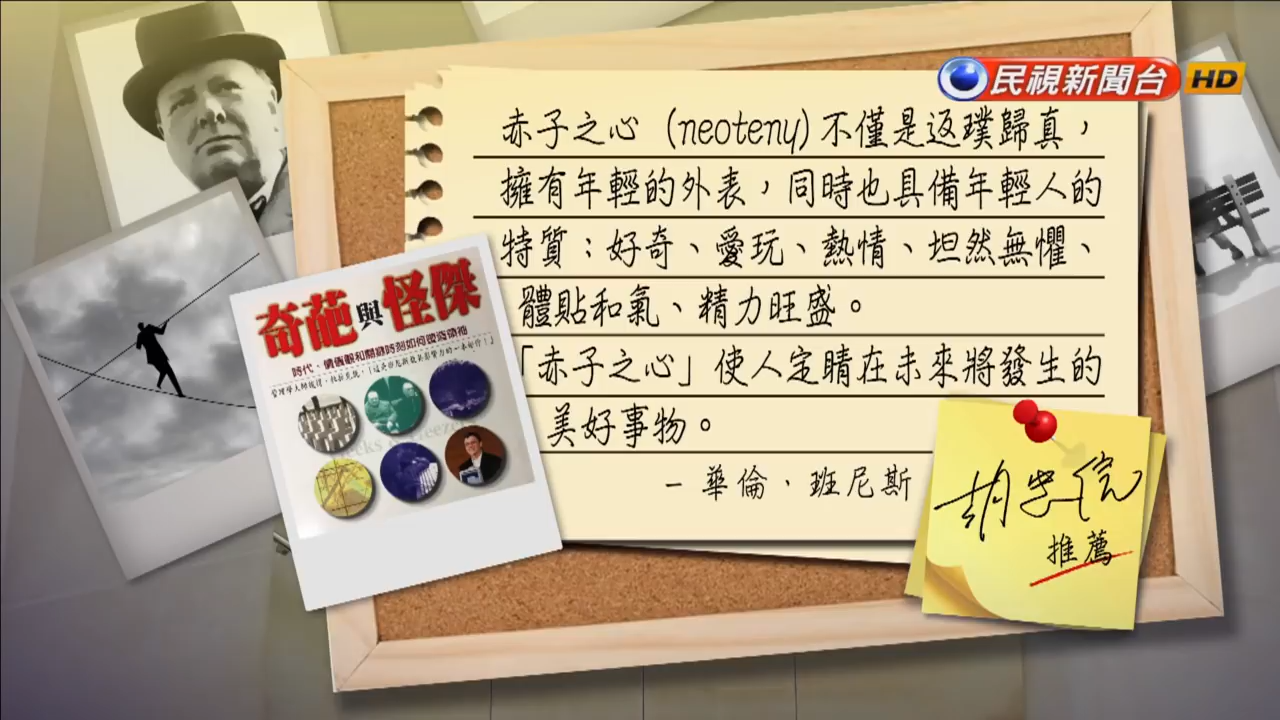 民視新聞台 HD
赤子之心 (neoteny)不僅是返璞歸真,
擁有年輕的外表,同時也具備年輕人的
特質:好奇、愛玩、熱情、坦然無懼、
體貼和氣、精力旺盛。
「赤子之心」使人定睛在未來將發生的
美好事物。
– 華倫.班尼斯
奇葩與怪傑
時代、價值觀和關鍵時刻如何鑄造領袖
胡忠信
推薦